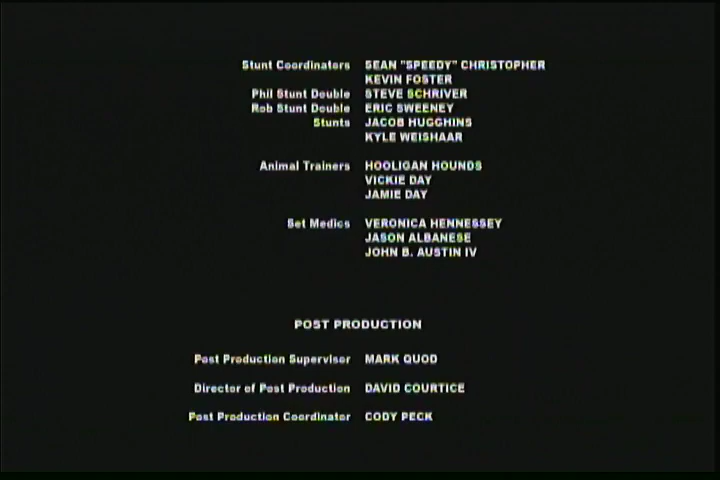 Stunt Coordinators SEAN "SPEEDY" CHRISTOPHER
KEVIN FOSTER
Phil Stunt Double STEVE SCHRIVER
Rob Stunt Double ERIC SWEENEY
Stunts JACOB HUGGHINS
KYLE WEISHAAR
Animal Trainers HOOLIGAN HOUNDS
VICKIE DAY
JAMIE DAY
Set Medics VERONICA HENNESSEY
JASON ALBANESE
JOHN B. AUSTIN IV
POST PRODUCTION
Post Production Supervisor MARK QUOD
Director of Post Production DAVID COURTICE
Post Production Coordinator CODY PECK